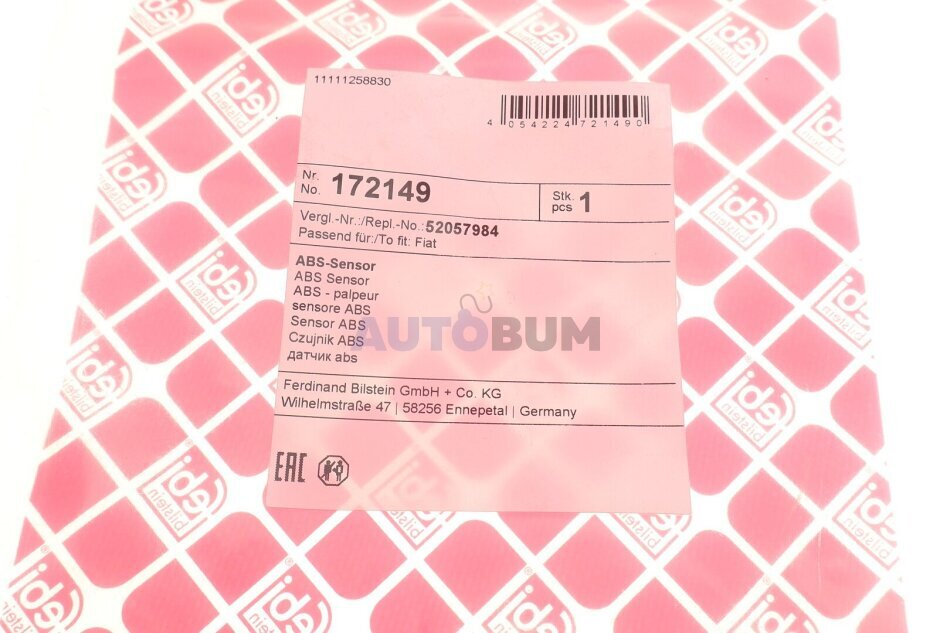 11111258830
4 054224 721490
Nr.
No. 172149
Stk.
pcs 1
Vergl.-Nr.:/Repl.-No.:52057984
Passend für:/To fit: Fiat
ABS-Sensor
ABS Sensor
ABS - palpeur
sensore ABS
Sensor ABS
Czujnik ABS
датчик abs
AUTOBUM
Ferdinand Bilstein GmbH + Co. KG
Wilhelmstraße 47 | 58256 Ennepetal | Germany
EAC
febi
bilstein